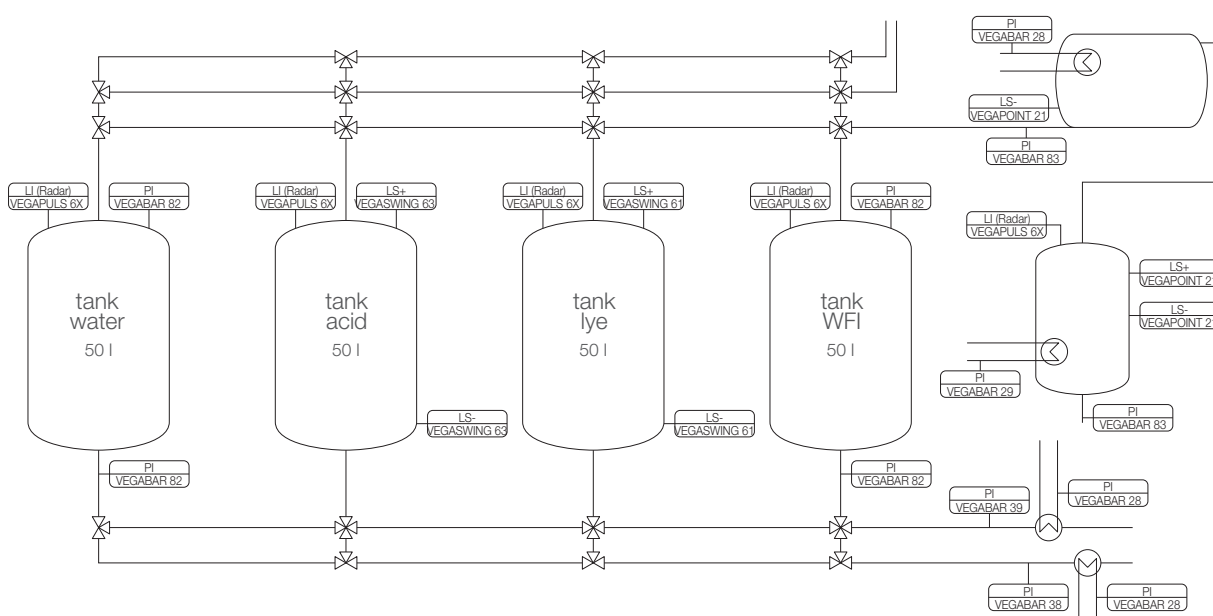 PI
VEGABAR 28
LS-
VEGAPOINT 21
PI
VEGABAR 83
LI (Radar)
VEGAPULS 6X
PI
VEGABAR 82
LI (Radar)
VEGAPULS 6X
LS+
VEGASWING 63
LI (Radar)
VEGAPULS 6X
LS+
VEGASWING 61
LI (Radar)
VEGAPULS 6X
PI
VEGABAR 82
LI (Radar)
VEGAPULS 6X
LS+
VEGAPOINT 21
LS-
VEGAPOINT 21
tank
water
50 l
tank
acid
50 l
tank
lye
50 l
tank
WFI
50 l
PI
VEGABAR 29
LS-
VEGASWING 63
LS-
VEGASWING 61
PI
VEGABAR 83
PI
VEGABAR 82
PI
VEGABAR 82
PI
VEGABAR 39
PI
VEGABAR 28
PI
VEGABAR 38
PI
VEGABAR 28